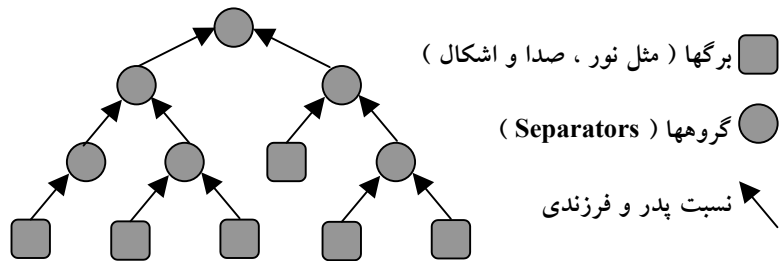 برگها ( مثل نور ، صدا و اشکال )
گروهها ( Separators )
نسبت پدر و فرزندی